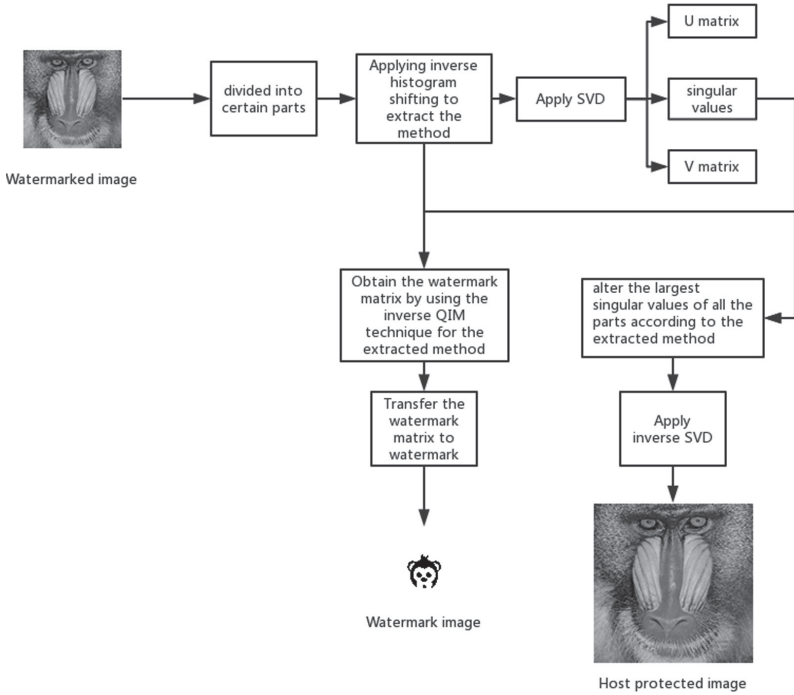 U matrix
divided into
certain parts
Applying inverse
histogram
shifting to
extract the
method
Apply SVD
singular
values
V matrix
Watermarked image
Obtain the watermark
matrix by using the
inverse QIM
technique for the
extracted method
alter the largest
singular values of all the
parts according to the
extracted method
Transfer the
watermark
matrix to
watermark
Apply
inverse SVD
Watermark image
Host protected image